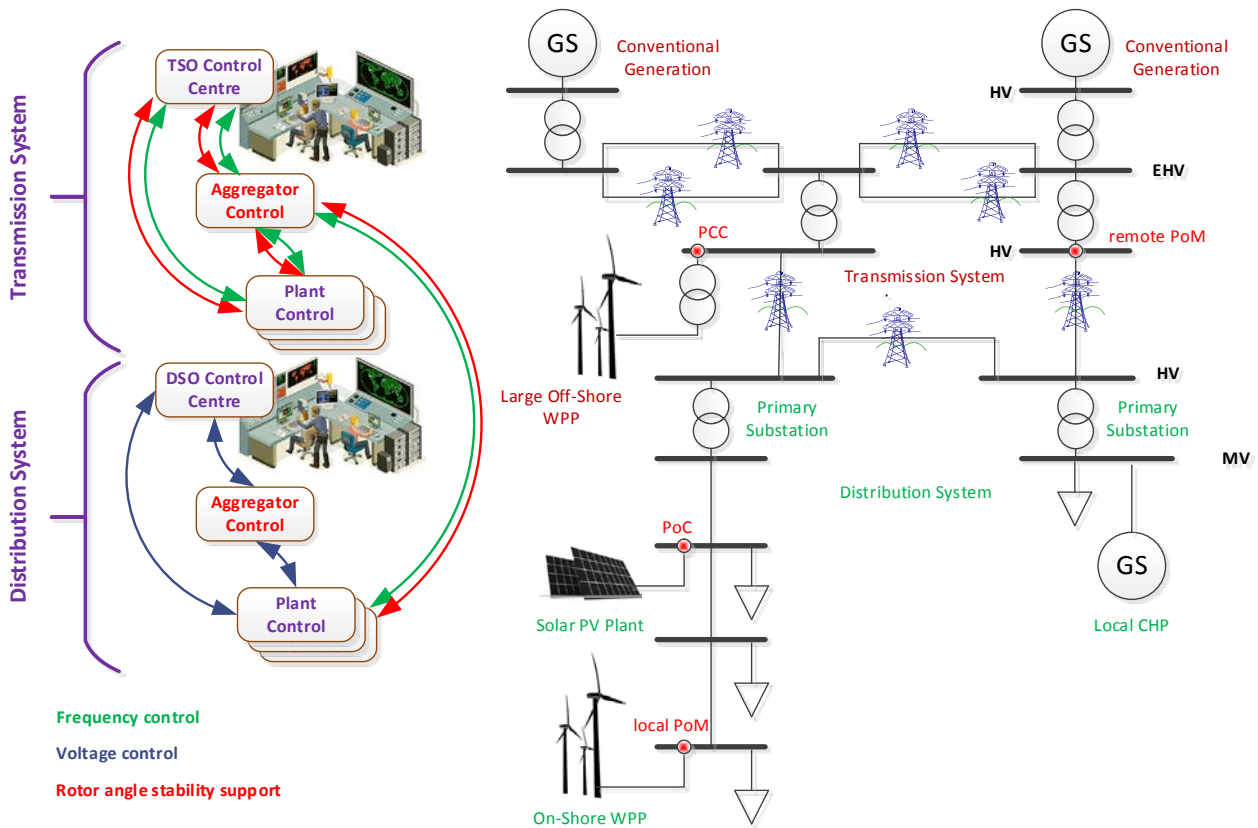 Transmission System
TSO Control
Centre
Aggregator
Control
Plant
Control
Distribution System
DSO Control
Centre
Aggregator
Control
Plant
Control
Frequency control
Voltage control
Rotor angle stability support
GS
Conventional
Generation
GS
Conventional
Generation
HV
EHV
PCC
HV
remote PoM
Transmission System
Large Off-Shore
WPP
HV
Primary
Substation
Primary
Substation
MV
Distribution System
PoC
GS
Solar PV Plant
Local CHP
local PoM
On-Shore WPP